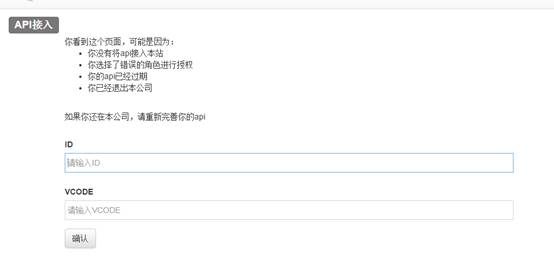 API接入
你看到这个页面，可能是因为：
你没有将api接入本站
你选择了错误的角色进行授权
你的api已经过期
你已经退出本公司
如果你还在本公司，请重新完善你的api
ID
请输入ID
VCODE
请输入VCODE
确认